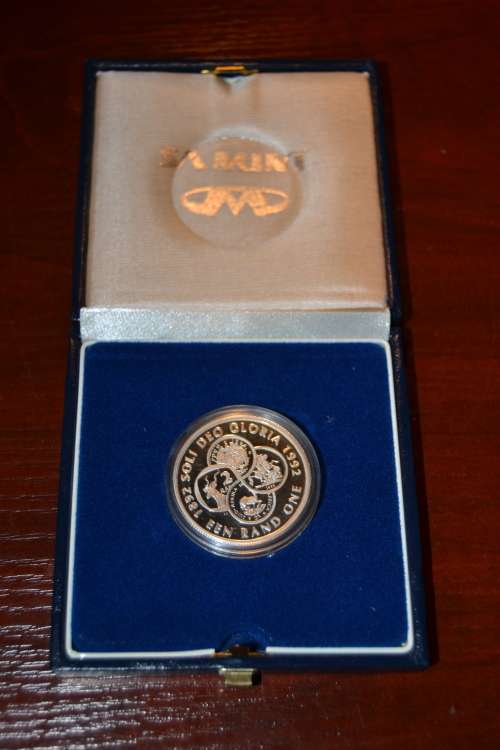 SA MINT
1892 SOLI DEO GLORIA 1992
EEN RAND ONE